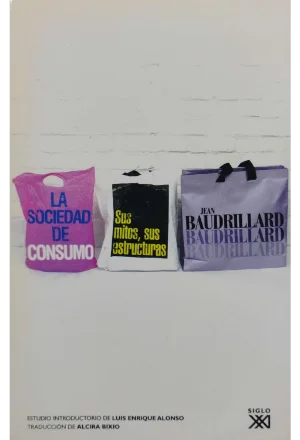 LA
SOCIEDAD
DE
CONSUMO
Sus
mitos, sus
estructuras
JEAN
BAUDRILLARD
BAUDRILLARD
BAUDRILLARD
ESTUDIO INTRODUCTORIO DE LUIS ENRIQUE ALONSO
TRADUCCIÓN DE ALCIRA BIXIO
SIGLO
XXI